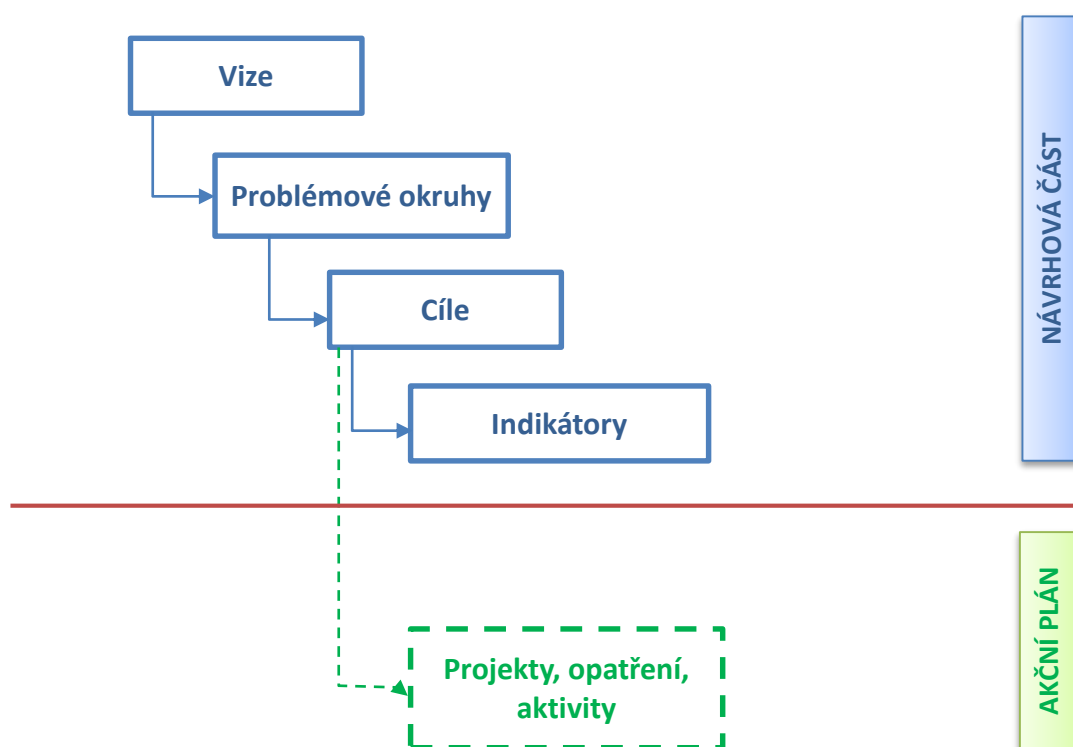 Vize
Problémové okruhy
Cíle
Indikátory
NÁVRHOVÁ ČÁST
Projekty, opatření,
aktivity
AKČNÍ PLÁN